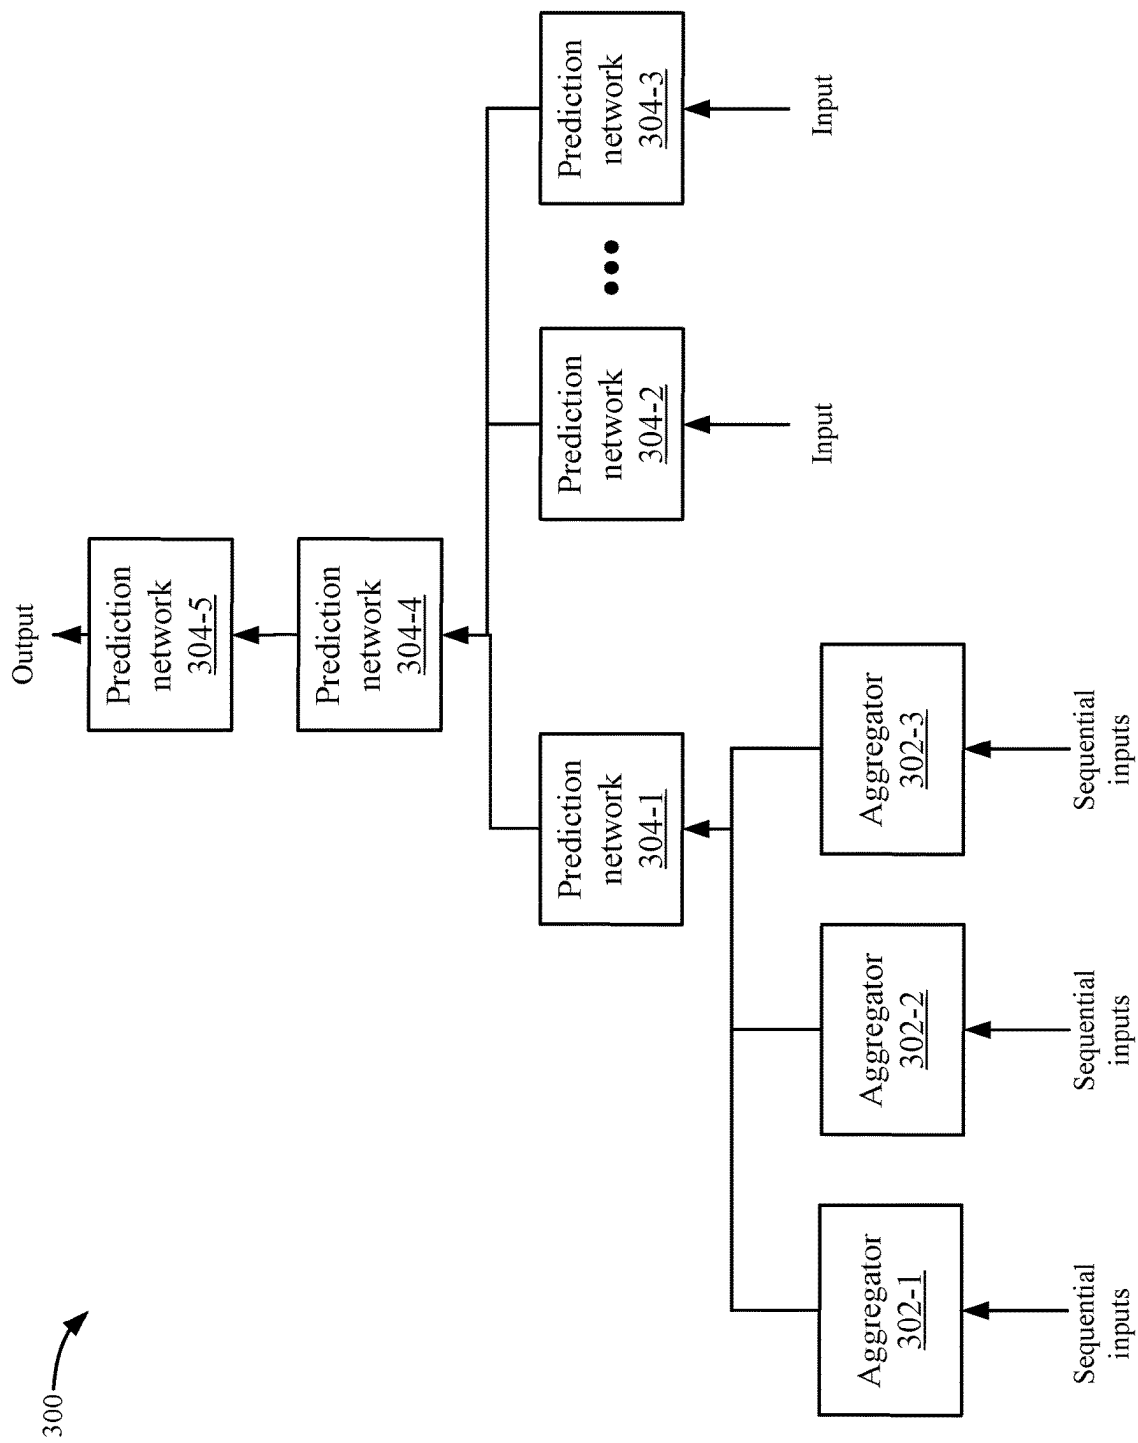 300
Output
Prediction
network
304-5
Prediction
network
304-4
Prediction
network
304-1
Prediction
network
304-2
Prediction
network
304-3
Input
Input
Aggregator
302-1
Aggregator
302-2
Aggregator
302-3
Sequential
inputs
Sequential
inputs
Sequential
inputs